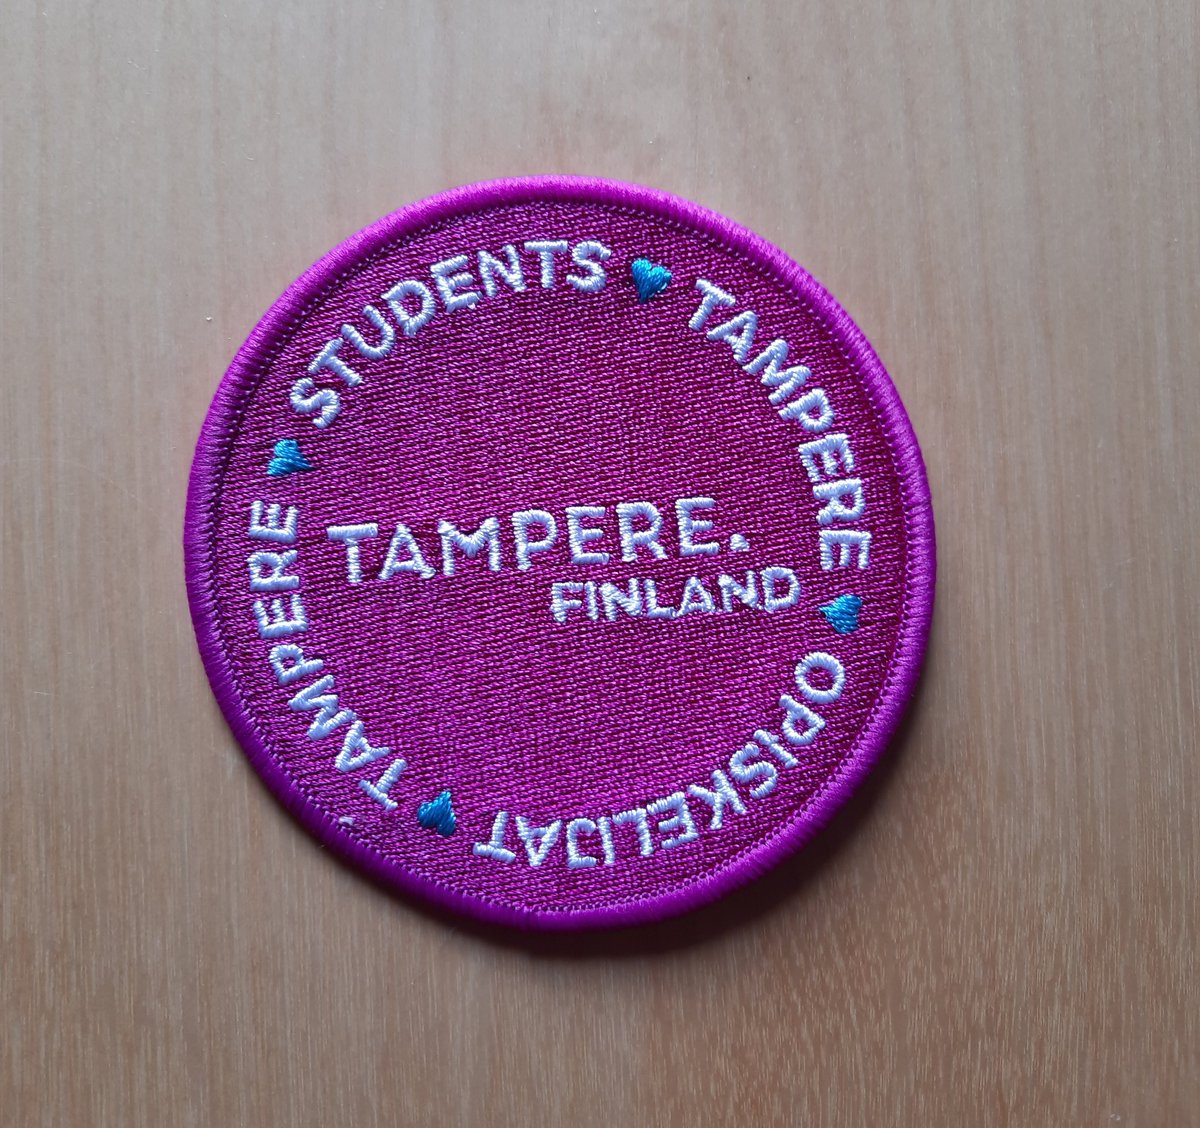 STUDENTS ♥ TAMPERE ♥ OPISKELIJAT ♥ TAMPERE ♥
TAMPERE.
FINLAND